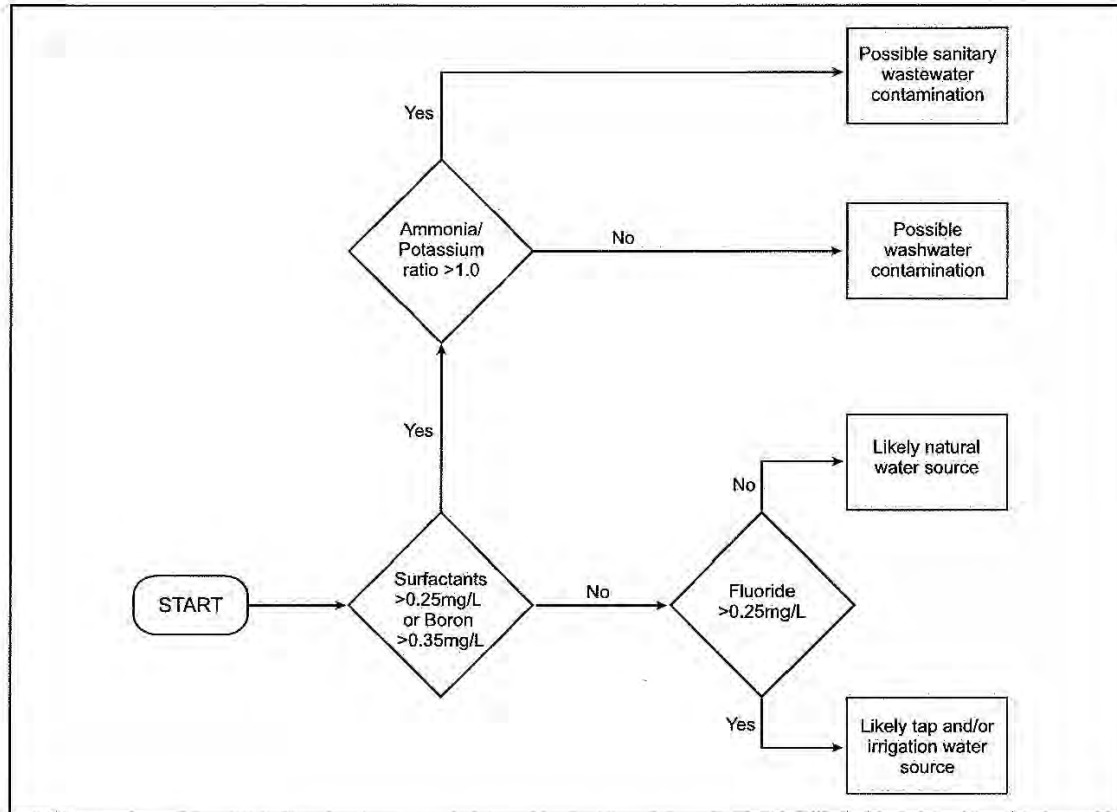 Possible sanitary
wastewater
contamination
Yes
Ammonia/
Potassium
ratio >1.0
No
Possible
washwater
contamination
Yes
Likely natural
water source
No
START
Surfactants
>0.25mg/L
or Boron
>0.35mg/L
No
Fluoride
>0.25mg/L
Yes
Likely tap and/or
irrigation water
source